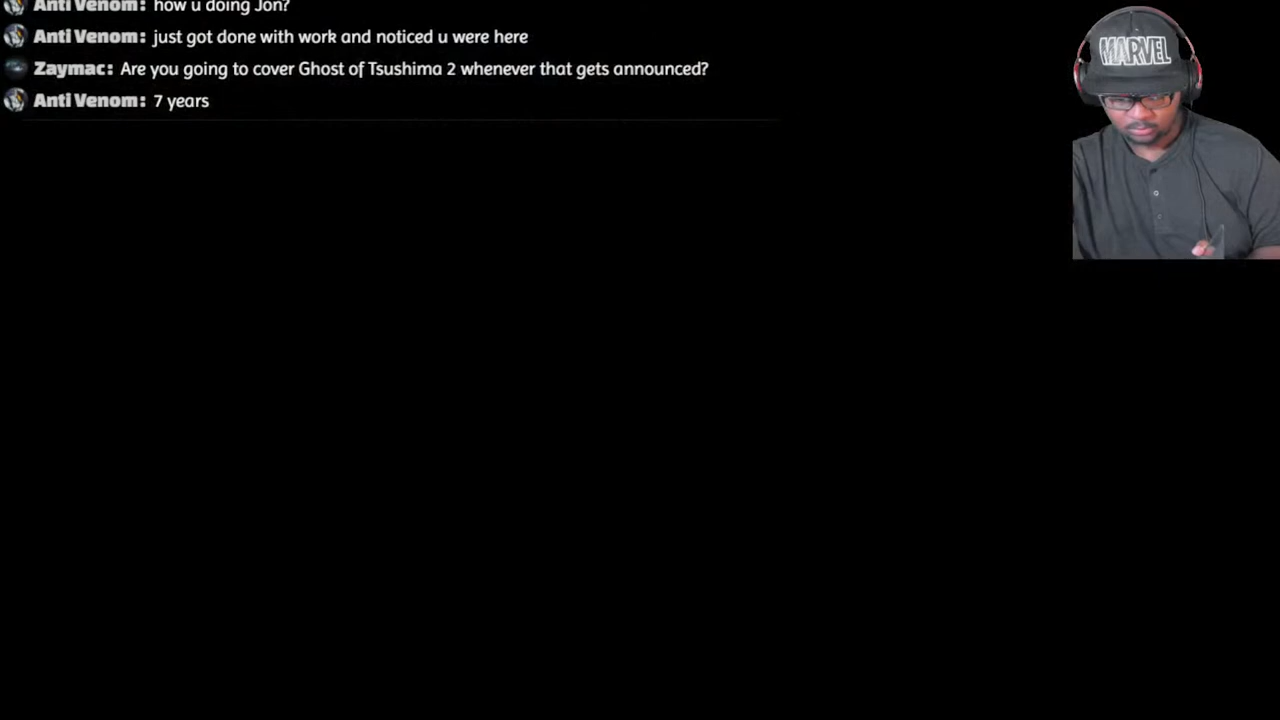 Anti Venom: how u doing Jon?
Anti Venom: just got done with work and noticed u were here
Zaymac: Are you going to cover Ghost of Tsushima 2 whenever that gets announced?
Anti Venom: 7 years
MARVEL